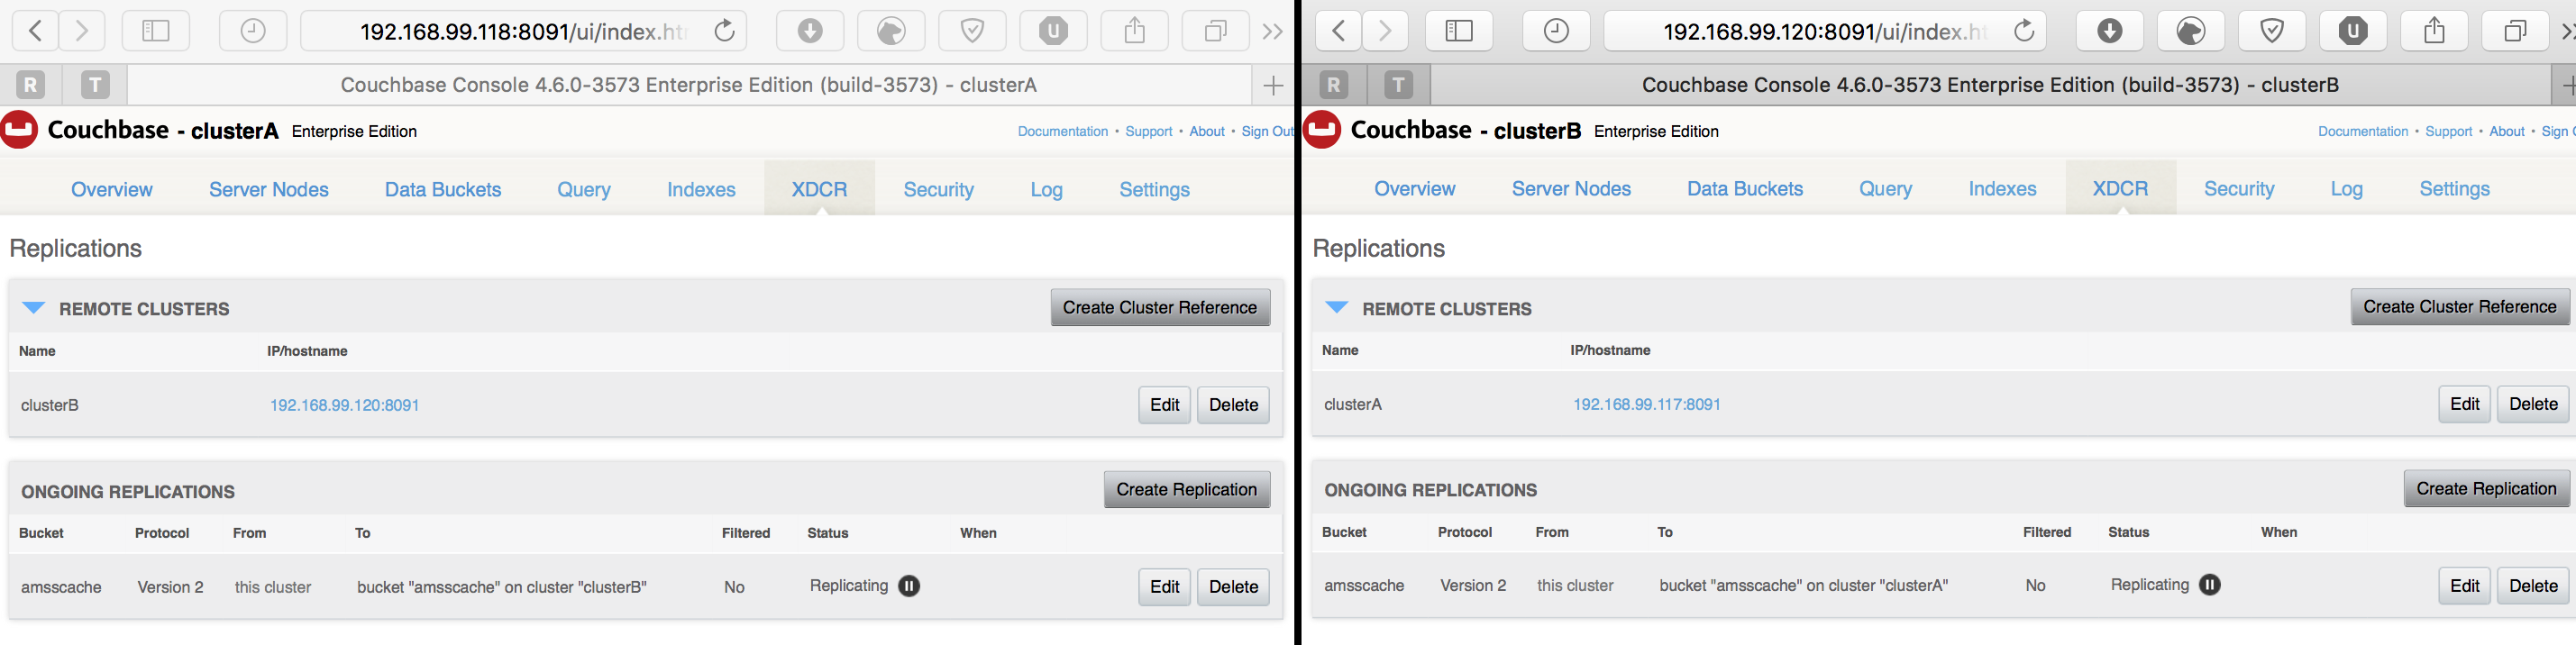 192.168.99.118:8091/ui/index.ht
U
R T Couchbase Console 4.6.0-3573 Enterprise Edition (build-3573) - clusterA
Couchbase - clusterA Enterprise Edition
Documentation • Support • About • Sign Out
Overview Server Nodes Data Buckets Query Indexes XDCR Security Log Settings
Replications
REMOTE CLUSTERS Create Cluster Reference
Name IP/hostname
clusterB 192.168.99.120:8091 Edit Delete
ONGOING REPLICATIONS Create Replication
Bucket Protocol From To Filtered Status When
amsscache Version 2 this cluster bucket "amsscache" on cluster "clusterB" No Replicating Edit Delete
192.168.99.120:8091/ui/index.ht
U
R T Couchbase Console 4.6.0-3573 Enterprise Edition (build-3573) - clusterB
Couchbase - clusterB Enterprise Edition
Documentation • Support • About • Sign
Overview Server Nodes Data Buckets Query Indexes XDCR Security Log Settings
Replications
REMOTE CLUSTERS Create Cluster Reference
Name IP/hostname
clusterA 192.168.99.117:8091 Edit Delete
ONGOING REPLICATIONS Create Replication
Bucket Protocol From To Filtered Status When
amsscache Version 2 this cluster bucket "amsscache" on cluster "clusterA" No Replicating Edit Delete